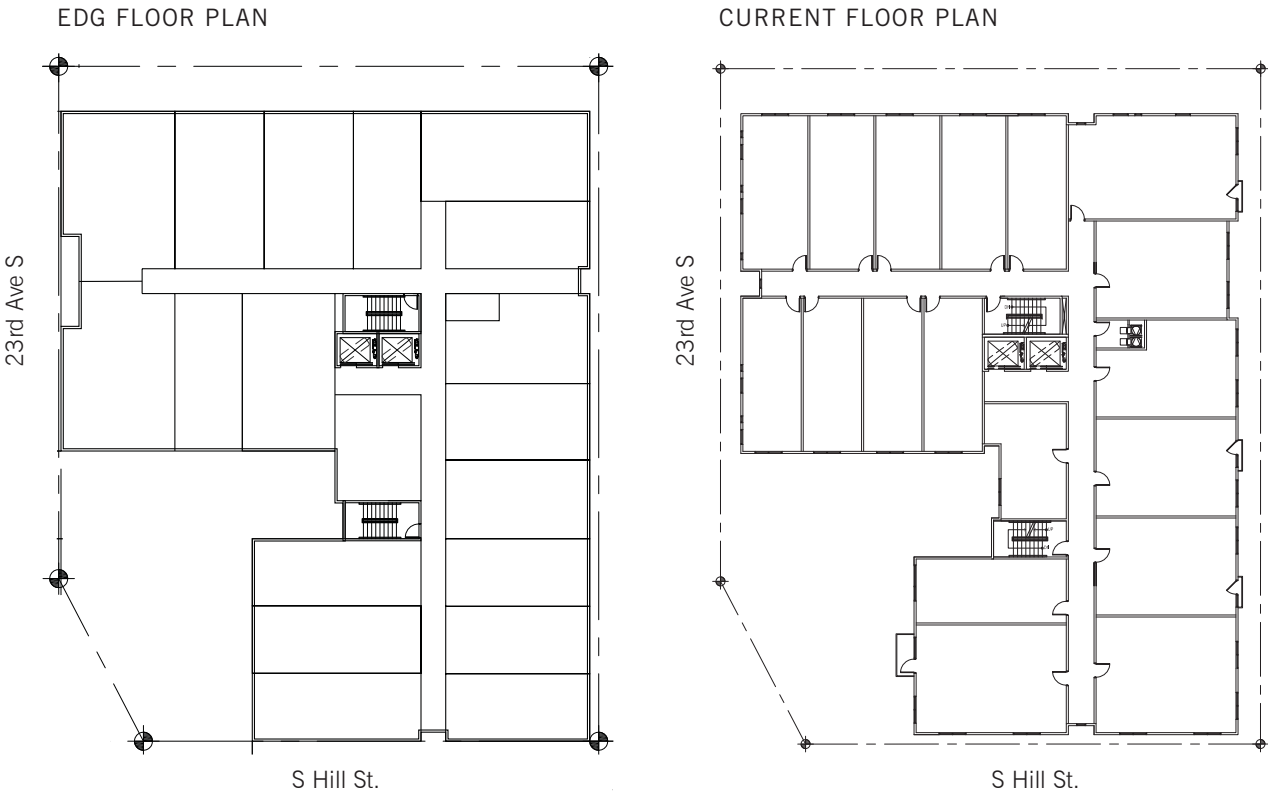 EDG FLOOR PLAN
CURRENT FLOOR PLAN
23rd Ave S
23rd Ave S
S Hill St.
S Hill St.